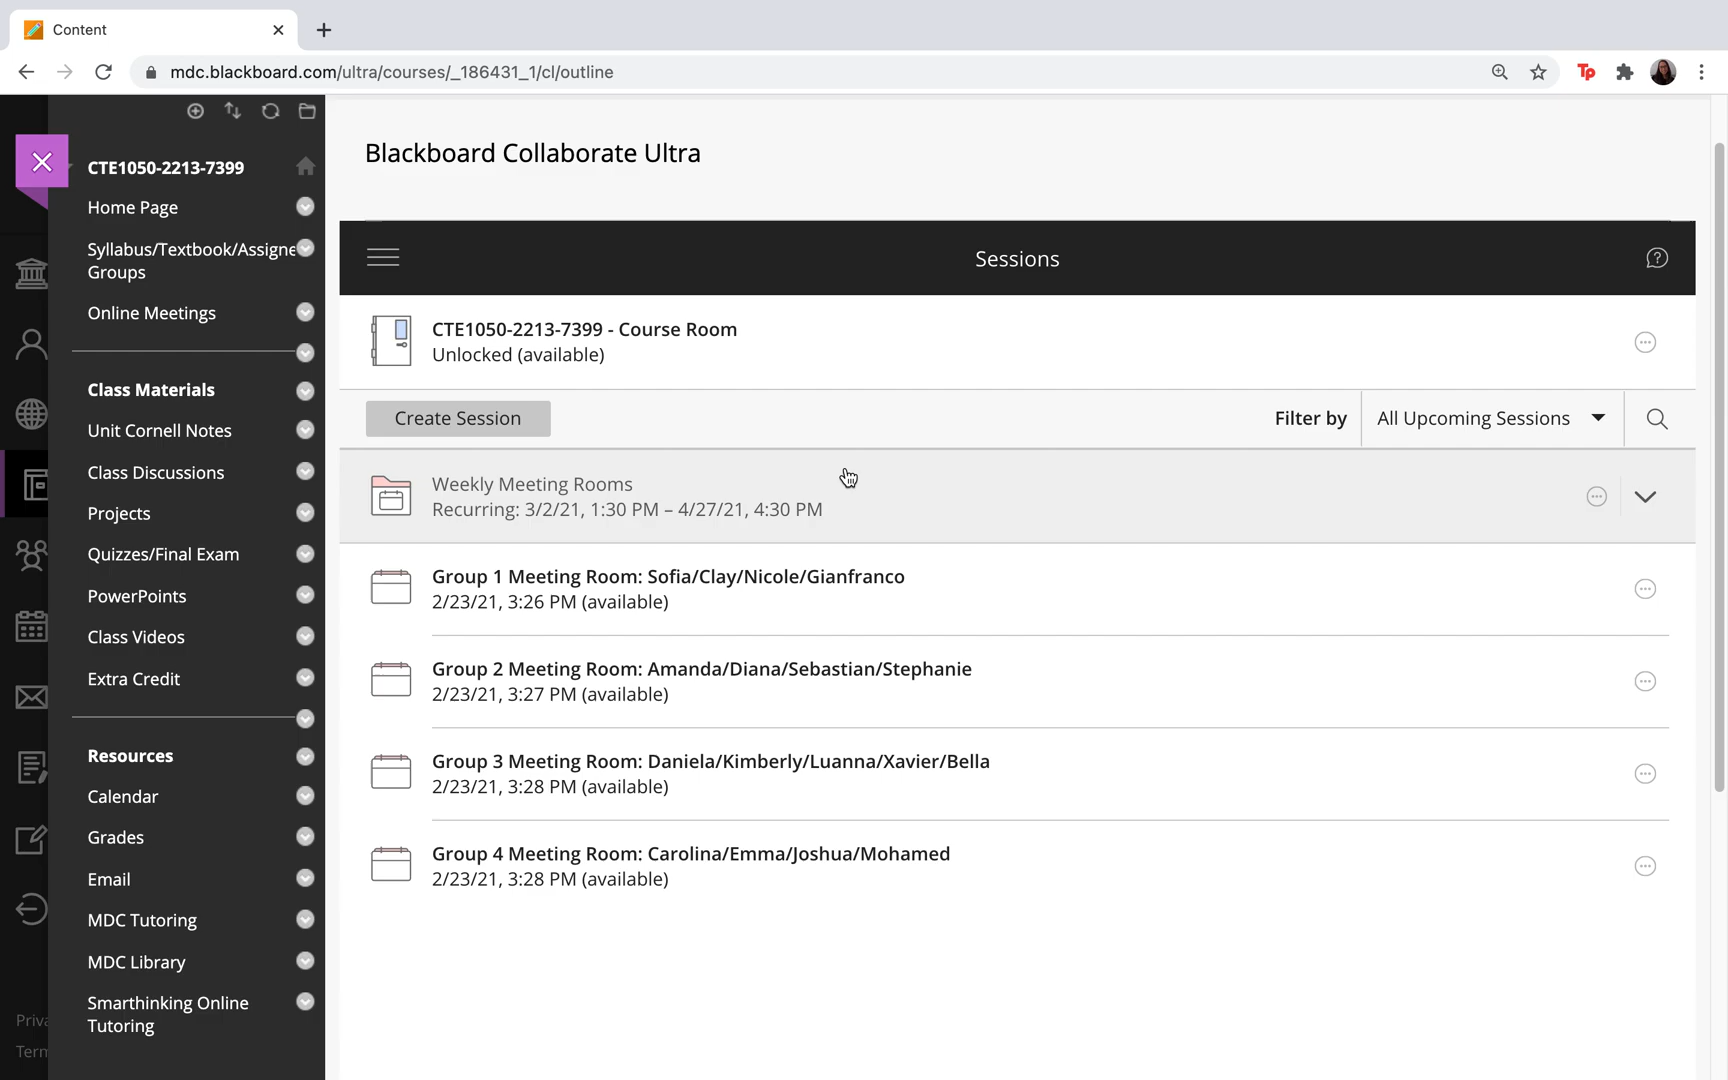 Content
mdc.blackboard.com/ultra/courses/_186431_1/cl/outline
Tp
CTE1050-2213-7399
Home Page
Syllabus/Textbook/Assigne
Groups
Online Meetings
Class Materials
Unit Cornell Notes
Class Discussions
Projects
Quizzes/Final Exam
PowerPoints
Class Videos
Extra Credit
Resources
Calendar
Grades
Email
MDC Tutoring
MDC Library
Smarthinking Online
Tutoring
Priva
Term
Blackboard Collaborate Ultra
Sessions
CTE1050-2213-7399 - Course Room
Unlocked (available)
Create Session
Filter by
All Upcoming Sessions
Weekly Meeting Rooms
Recurring: 3/2/21, 1:30 PM – 4/27/21, 4:30 PM
Group 1 Meeting Room: Sofia/Clay/Nicole/Gianfranco
2/23/21, 3:26 PM (available)
Group 2 Meeting Room: Amanda/Diana/Sebastian/Stephanie
2/23/21, 3:27 PM (available)
Group 3 Meeting Room: Daniela/Kimberly/Luanna/Xavier/Bella
2/23/21, 3:28 PM (available)
Group 4 Meeting Room: Carolina/Emma/Joshua/Mohamed
2/23/21, 3:28 PM (available)